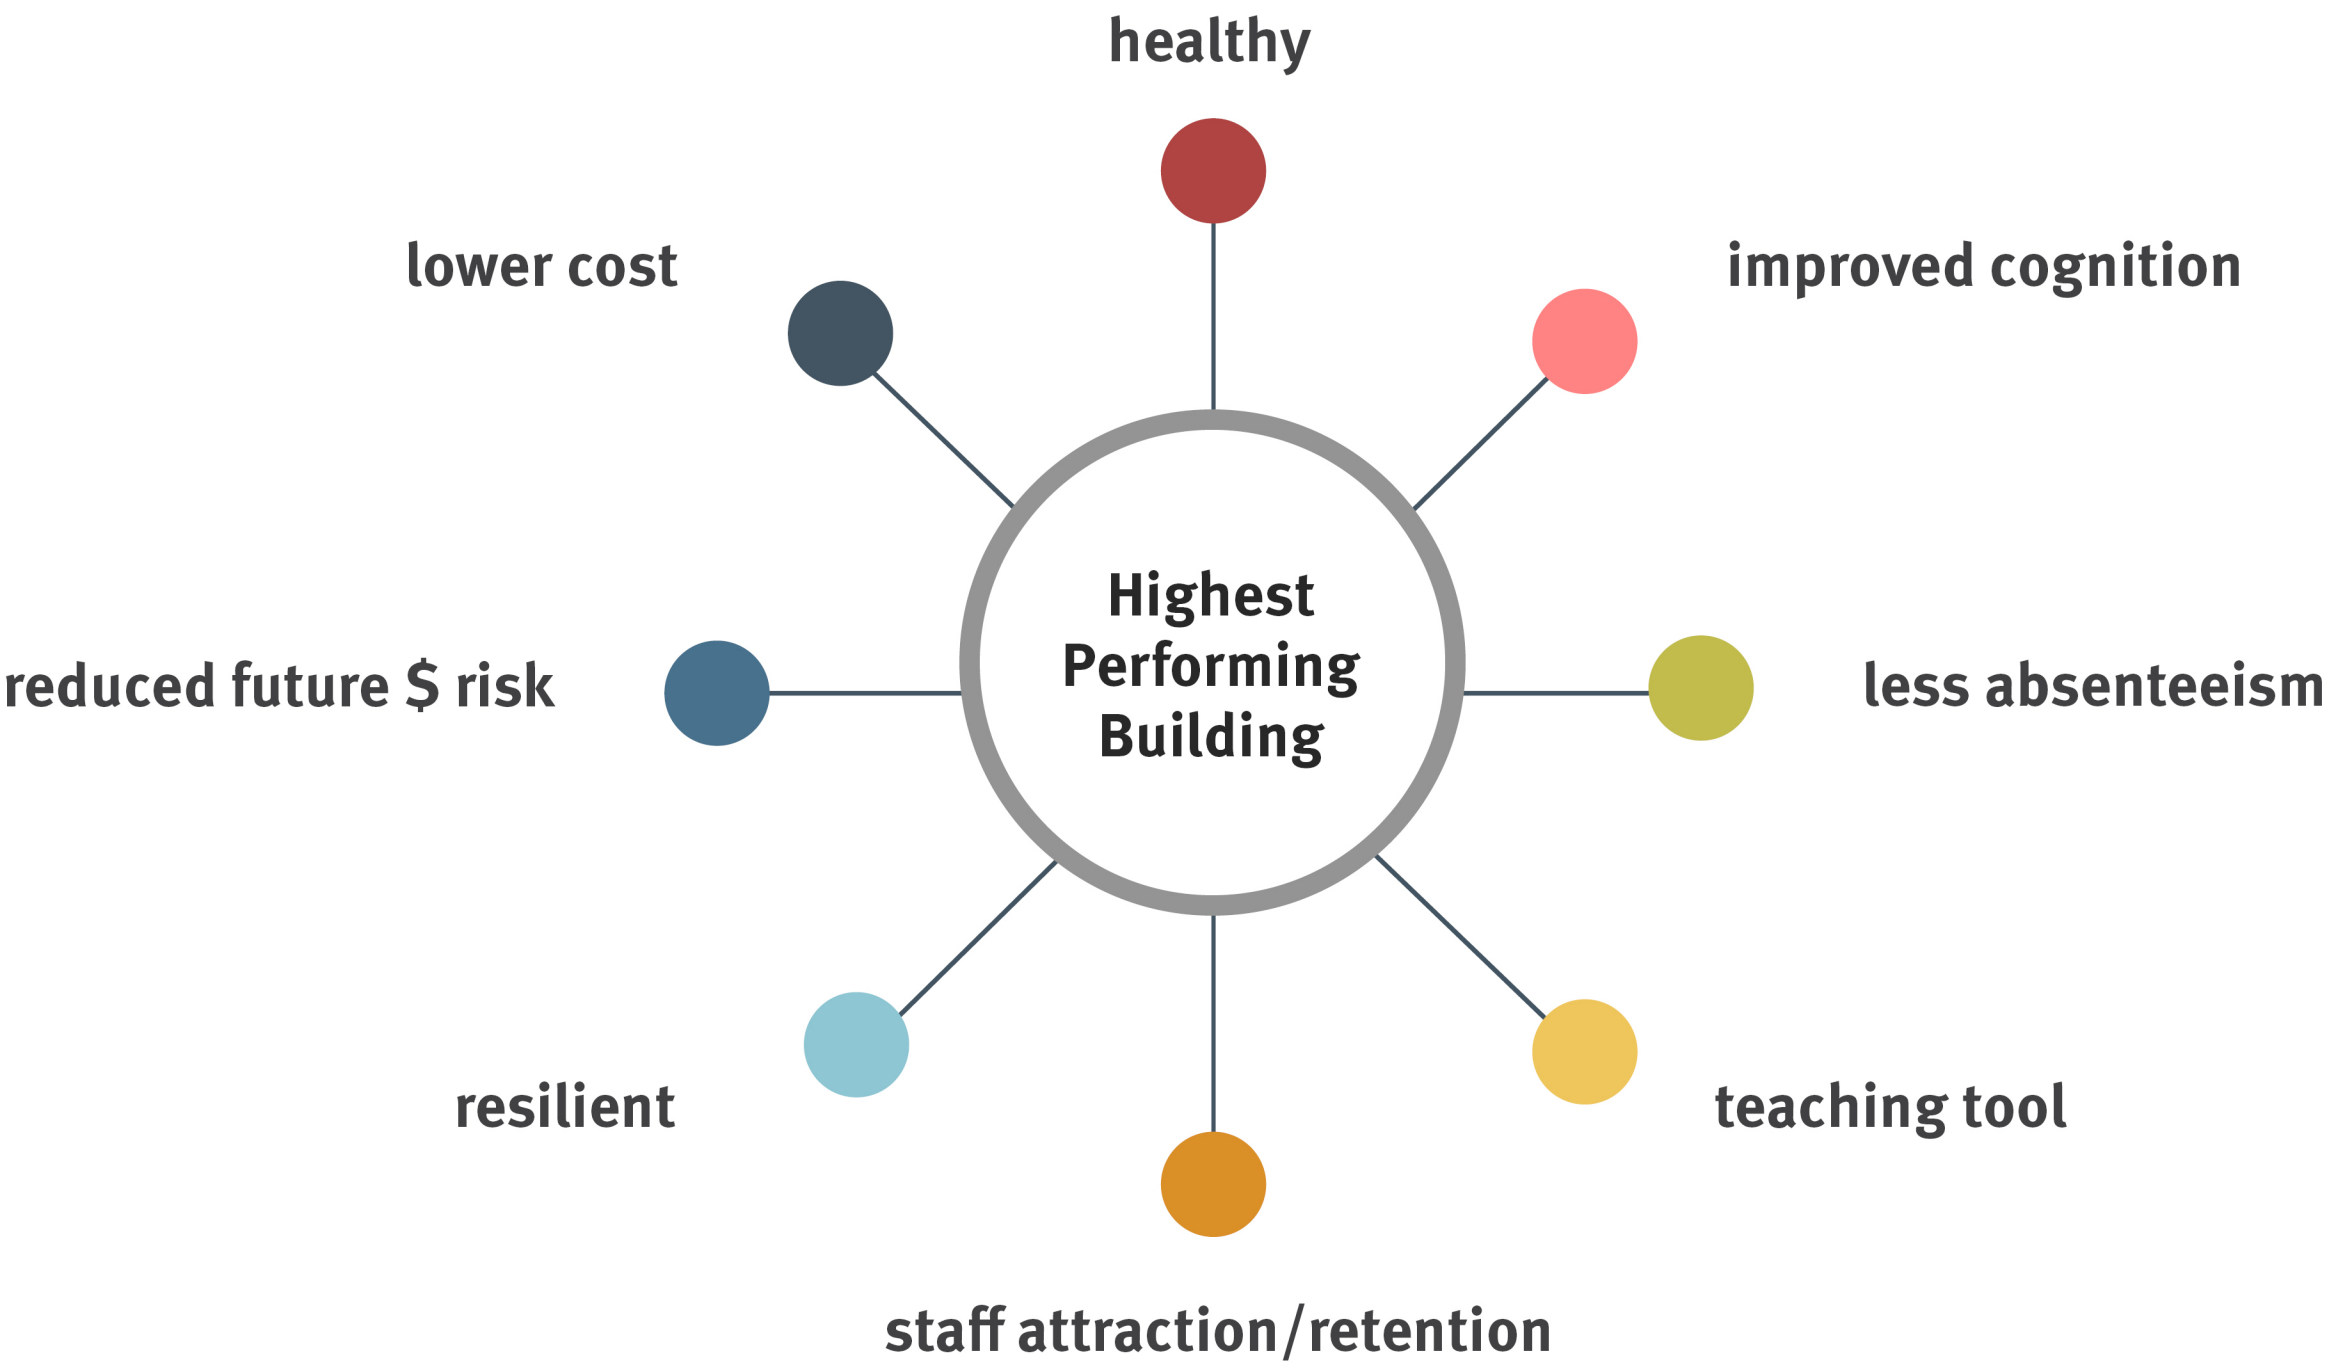 healthy
lower cost
improved cognition
Highest
Performing
Building
reduced future $ risk
less absenteeism
resilient
teaching tool
staff attraction/retention